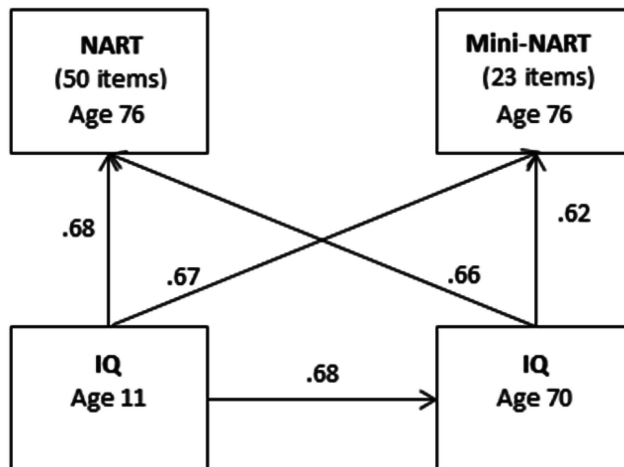 NART
(50 items)
Age 76
Mini-NART
(23 items)
Age 76
.68
.67
.66
.62
IQ
Age 11
.68
IQ
Age 70